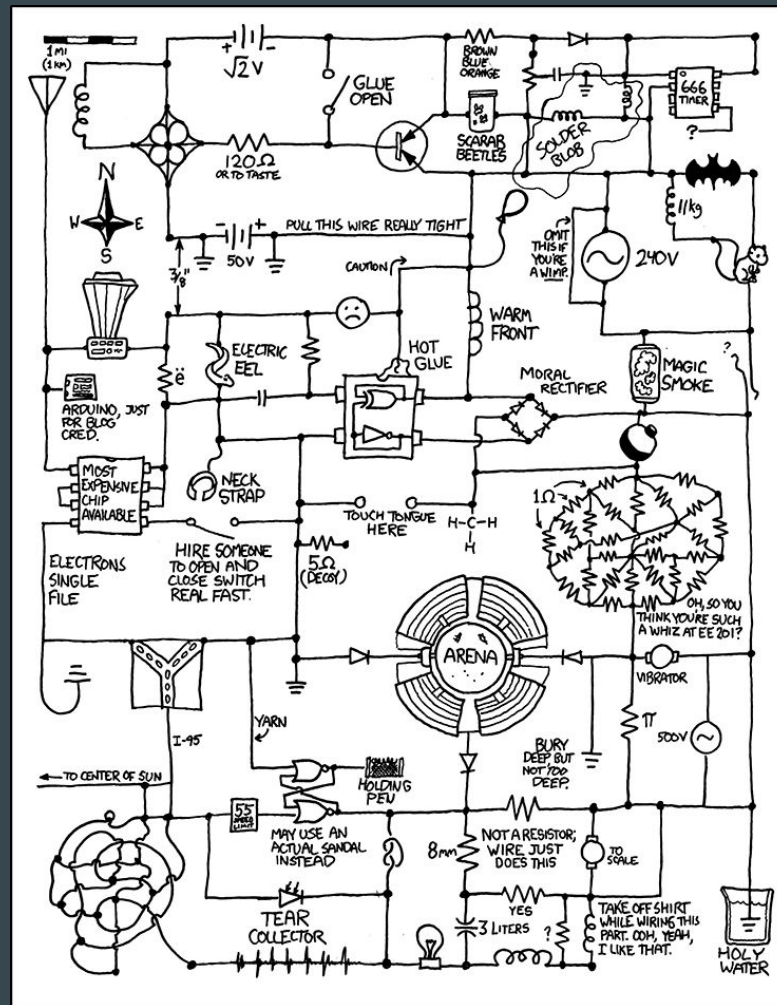 1 MI
(1 KM)
+ -
√2 V
GLUE
OPEN
BROWN
BLUE
ORANGE
SCARAB
BEETLES
SOLDER
BLOB
666
TIMER
?
120Ω
OR TO TASTE
N
W E
S
- +
50V
PULL THIS WIRE REALLY TIGHT
CAUTION
3/8"
OMIT
THIS IF
YOU'RE
A WIMP.
240V
11kg
?
WARM
FRONT
ELECTRIC
EEL
HOT
GLUE
MORAL
RECTIFIER
MAGIC
SMOKE
ë
ARDUINO, JUST
FOR BLOG
CRED.
MOST
EXPENSIVE
CHIP
AVAILABLE
NECK
STRAP
TOUCH TONGUE
HERE
H-C-H
H
1Ω
ELECTRONS
SINGLE
FILE
HIRE SOMEONE
TO OPEN AND
CLOSE SWITCH
REAL FAST.
5Ω
(DECOY)
OH, SO YOU
THINK YOU'RE SUCH
A WHIZ AT EE 201?
ARENA
VIBRATOR
π
500V
YARN
I-95
BURY
DEEP, BUT
NOT TOO
DEEP.
TO CENTER OF SUN
55
SPEED
LIMIT
HOLDING
PEN
MAY USE AN
ACTUAL SANDAL
INSTEAD
NOT A RESISTOR;
WIRE JUST
DOES THIS
8mm
TO
SCALE
YES
3 LITERS
?
TAKE OFF SHIRT
WHILE WIRING THIS
PART. OOH, YEAH,
I LIKE THAT.
TEAR
COLLECTOR
HOLY
WATER